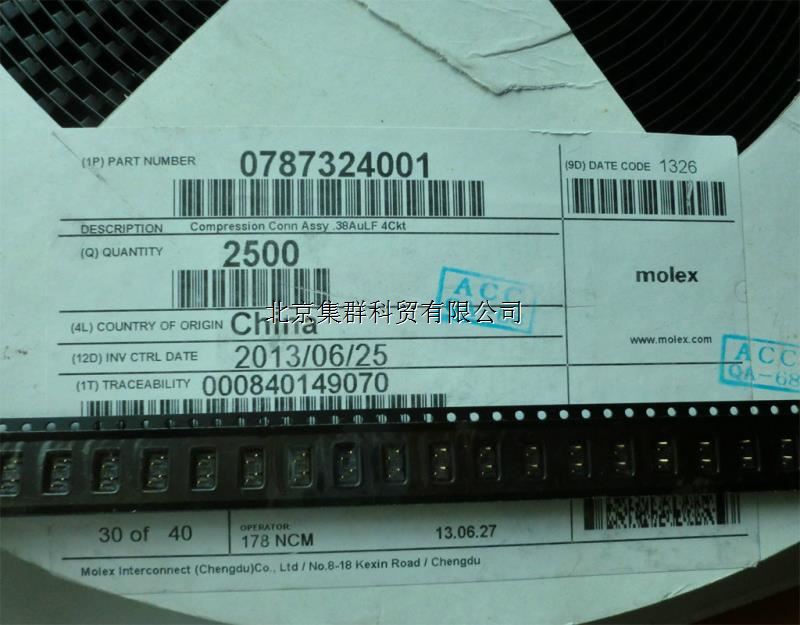 (1P) PART NUMBER 0787324001
(9D) DATE CODE 1326
DESCRIPTION Compression Conn Assy .38AuLF 4Ckt
(Q) QUANTITY 2500
molex
ACC
北京集群科贸有限公司
(4L) COUNTRY OF ORIGIN China
www.molex.com
(12D) INV CTRL DATE 2013/06/25
ACC
QA-68
(1T) TRACEABILITY 000840149070
30 of 40
OPERATOR:
178 NCM
13.06.27
Molex Interconnect (Chengdu)Co., Ltd / No.8-18 Kexin Road / Chengdu